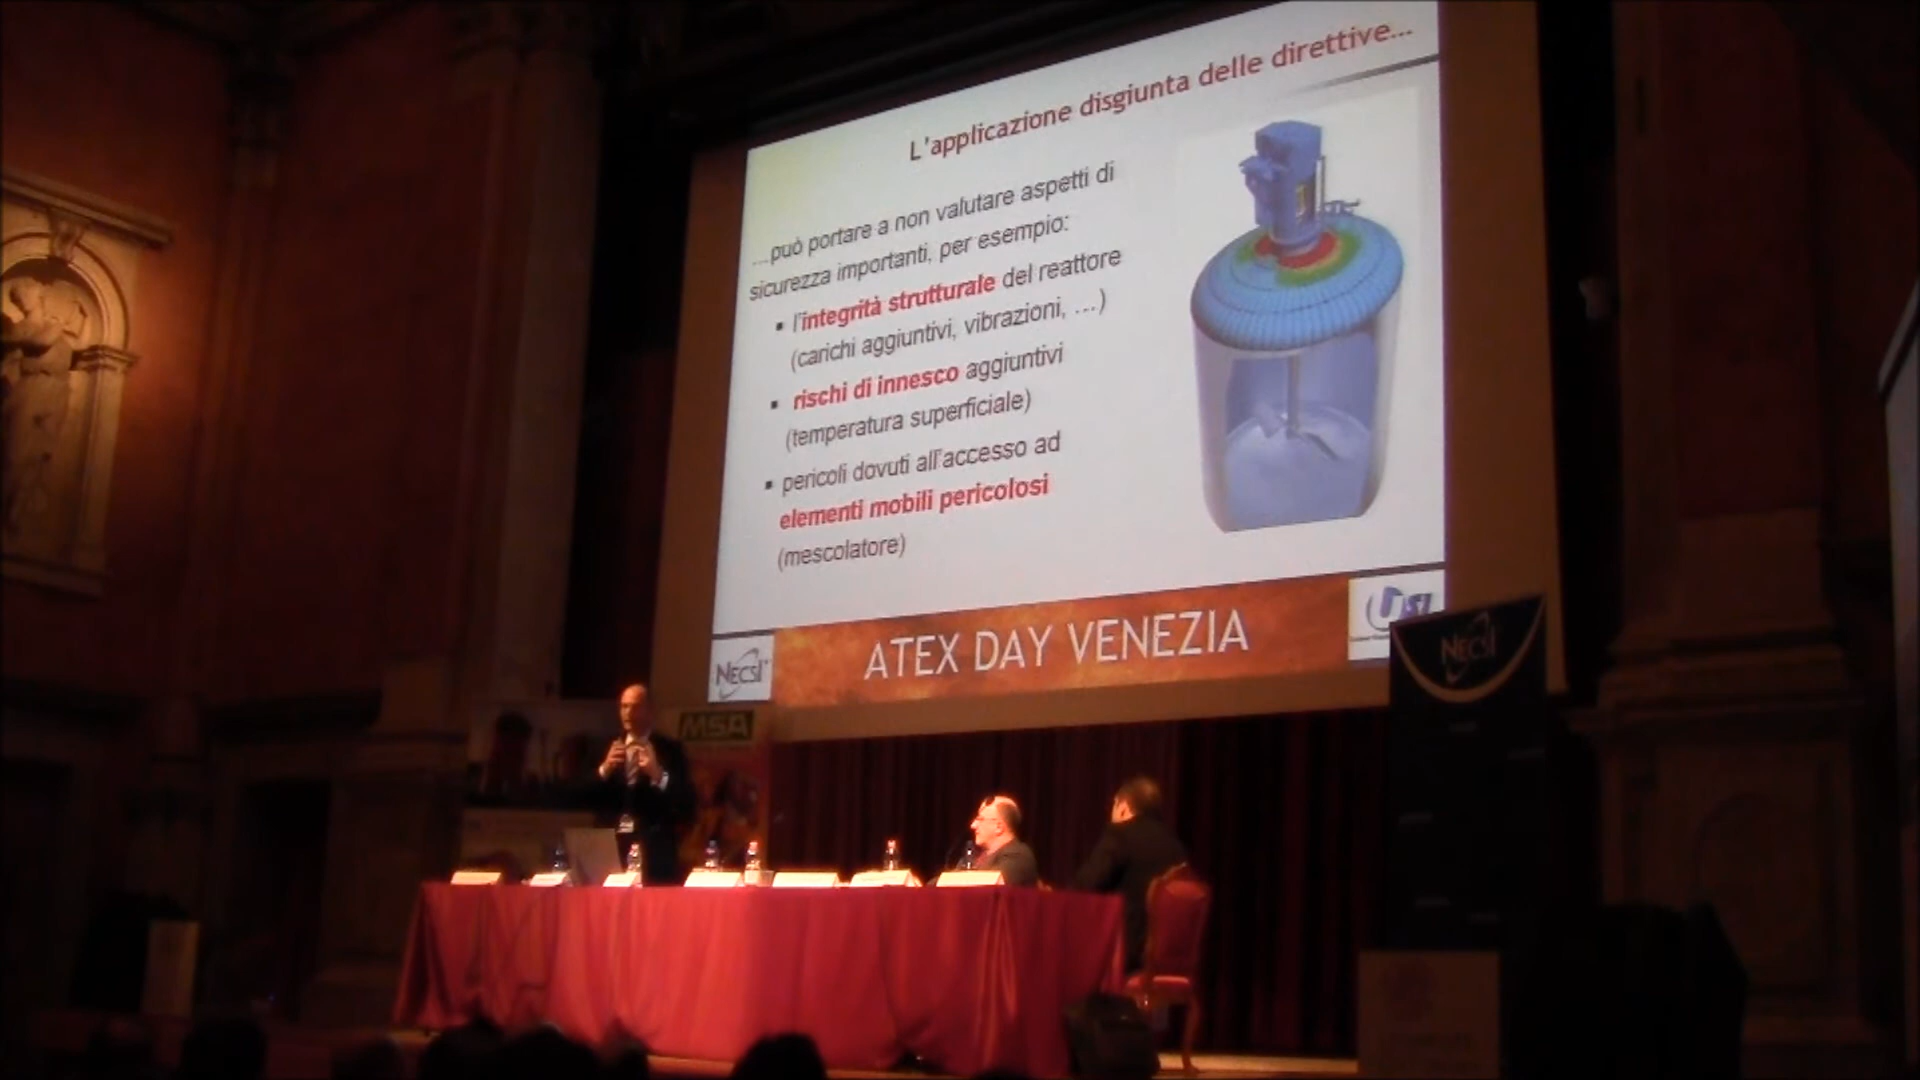 L'applicazione disgiunta delle direttive...
...può portare a non valutare aspetti di
sicurezza importanti, per esempio:
▪ l'integrità strutturale del reattore
(carichi aggiuntivi, vibrazioni, ...)
▪ rischi di innesco aggiuntivi
(temperatura superficiale)
▪ pericoli dovuti all'accesso ad
elementi mobili pericolosi
(mescolatore)
NECSI
ATEX DAY VENEZIA
NECSI
MSA